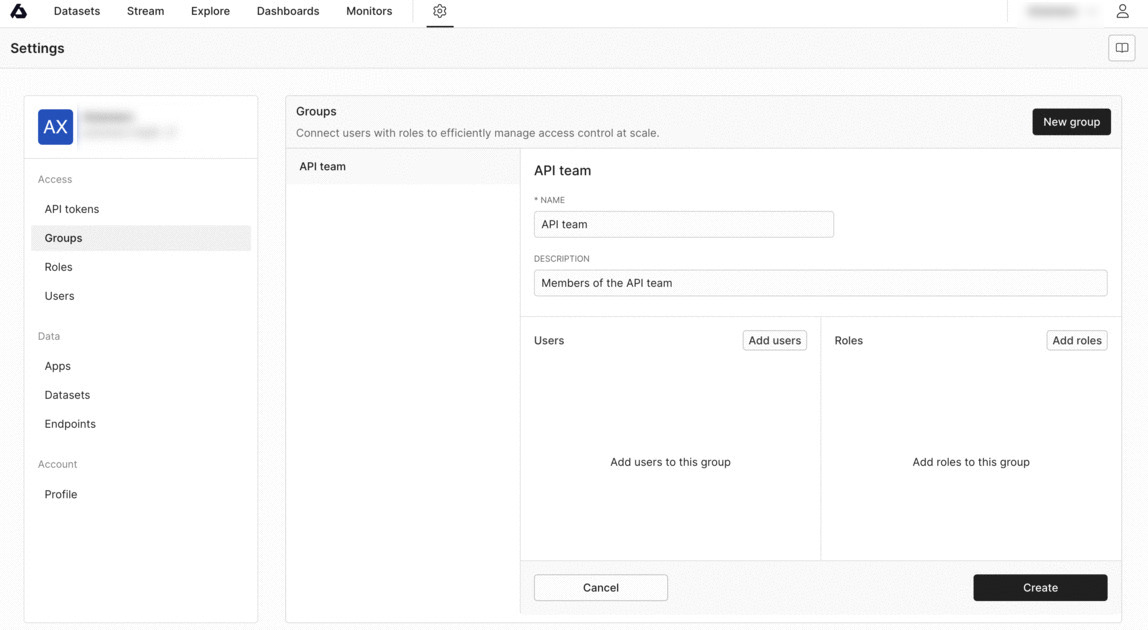 Datasets Stream Explore Dashboards Monitors
Settings
AX
Access
API tokens
Groups
Roles
Users
Data
Apps
Datasets
Endpoints
Account
Profile
Groups
Connect users with roles to efficiently manage access control at scale.
New group
API team
API team
* NAME
API team
DESCRIPTION
Members of the API team
Users
Add users
Add users to this group
Roles
Add roles
Add roles to this group
Cancel
Create